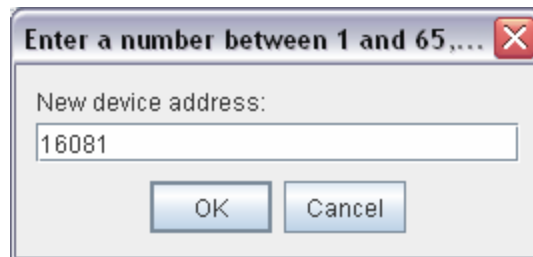 Enter a number between 1 and 65,...
New device address:
16081
OK Cancel